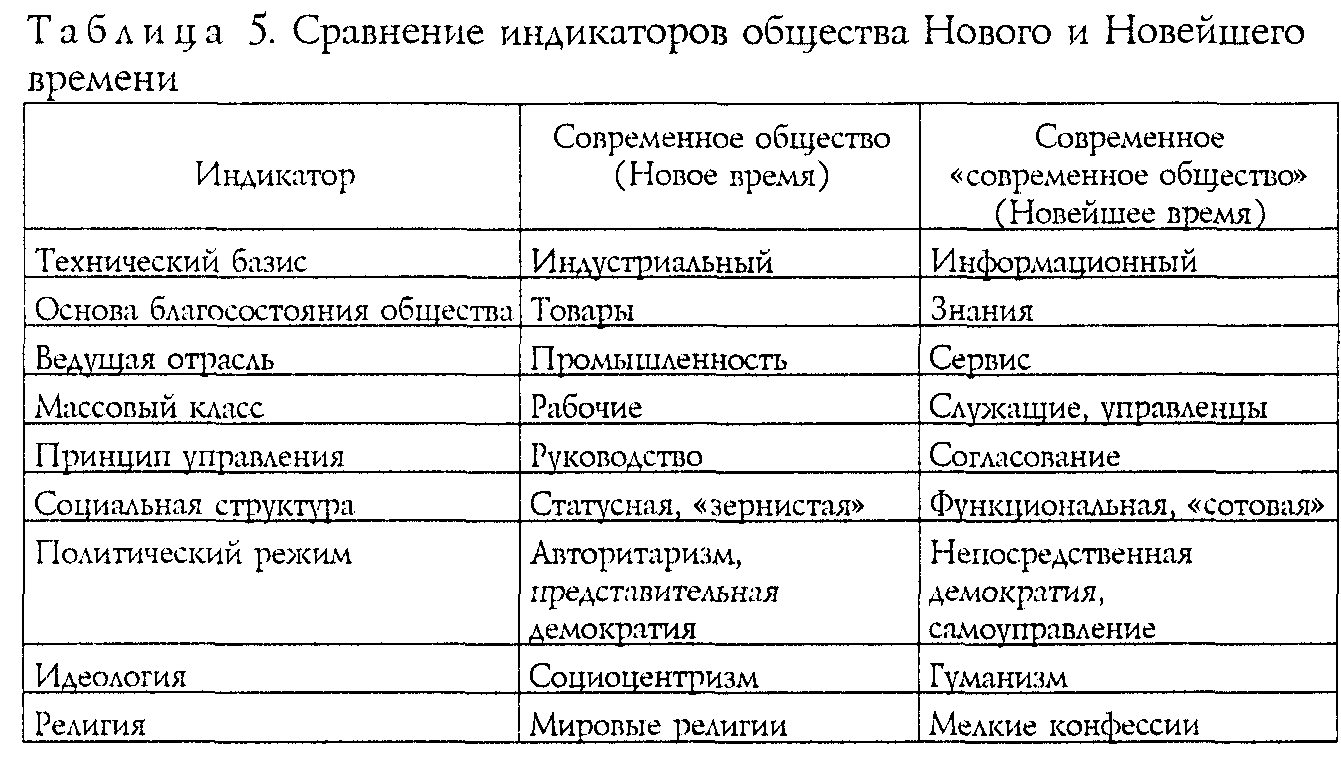 Таблица 5. Сравнение индикаторов общества Нового и Новейшего
времени
Индикатор
Современное общество
(Новое время)
Современное
«современное общество»
(Новейшее время)
Технический базис
Индустриальный
Информационный
Основа благосостояния общества
Товары
Знания
Ведущая отрасль
Промышленность
Сервис
Массовый класс
Рабочие
Служащие, управленцы
Принцип управления
Руководство
Согласование
Социальная структура
Статусная, «зернистая»
Функциональная, «сотовая»
Политический режим
Авторитаризм,
представительная
демократия
Непосредственная
демократия,
самоуправление
Идеология
Социоцентризм
Гуманизм
Религия
Мировые религии
Мелкие конфессии